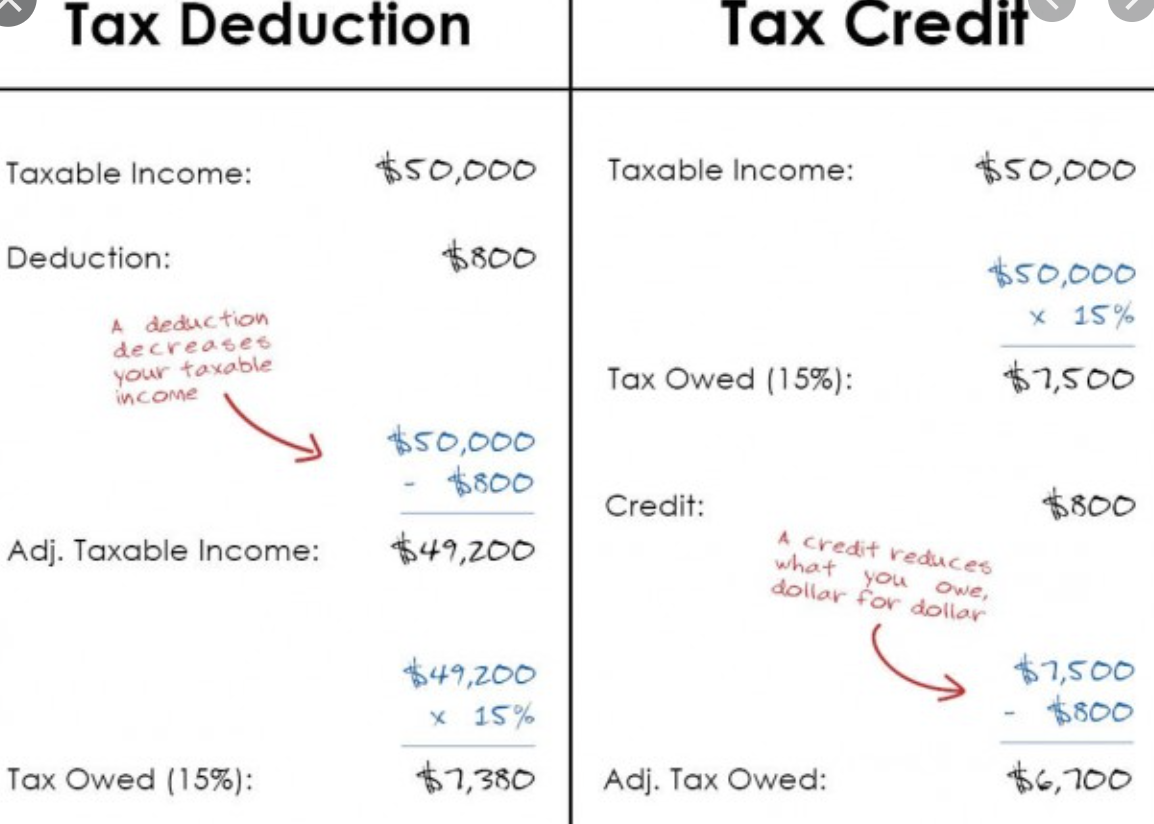 Tax Deduction
Taxable Income: $50,000
Deduction: $800
A deduction
decreases
your taxable
income
$50,000
- $800
Adj. Taxable Income: $49,200
$49,200
x 15%
Tax Owed (15%): $7,380
Tax Credit
Taxable Income: $50,000
$50,000
x 15%
Tax Owed (15%): $7,500
Credit: $800
A credit reduces
what you owe,
dollar for dollar
$7,500
- $800
Adj. Tax Owed: $6,700